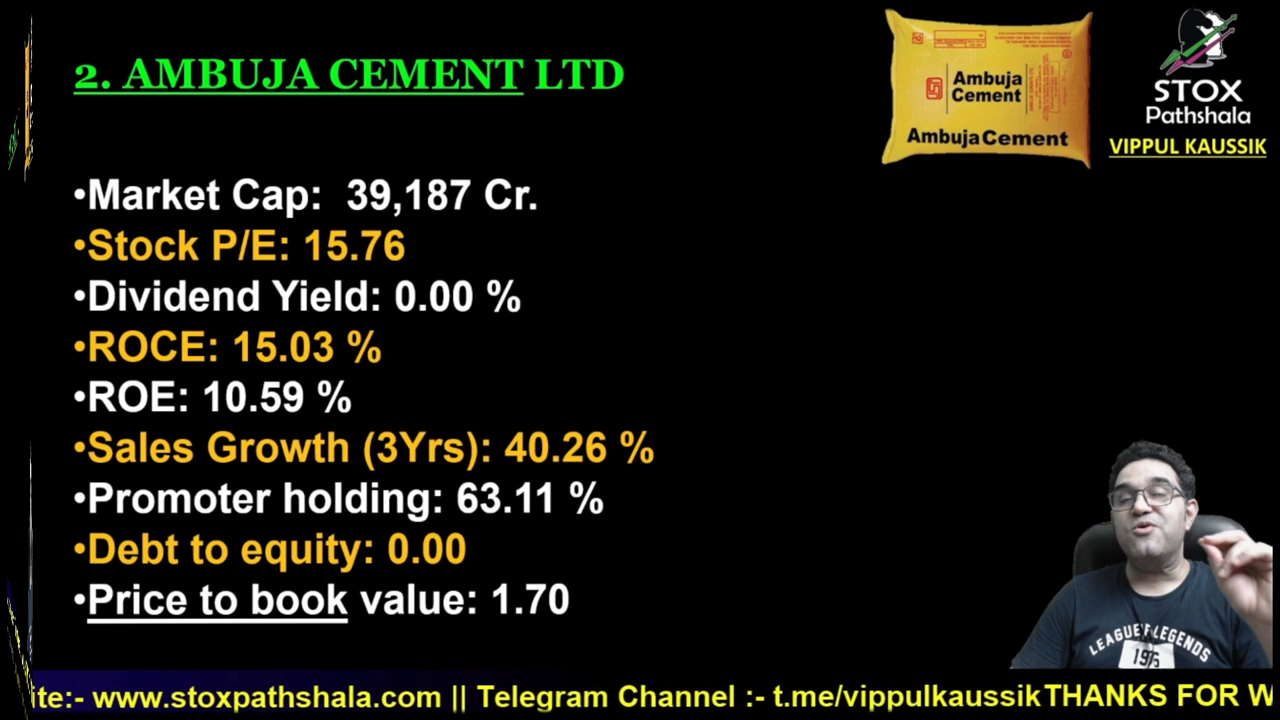 2. AMBUJA CEMENT LTD
Ambuja
Cement
AmbujaCement
STOX
Pathshala
VIPPUL KAUSSIK
•Market Cap: 39,187 Cr.
•Stock P/E: 15.76
•Dividend Yield: 0.00 %
•ROCE: 15.03 %
•ROE: 10.59 %
•Sales Growth (3Yrs): 40.26 %
•Promoter holding: 63.11 %
•Debt to equity: 0.00
•Price to book value: 1.70
LEAGUE LEGENDS
ite:- www.stoxpathshala.com || Telegram Channel :- t.me/vippulkaussik THANKS FOR W